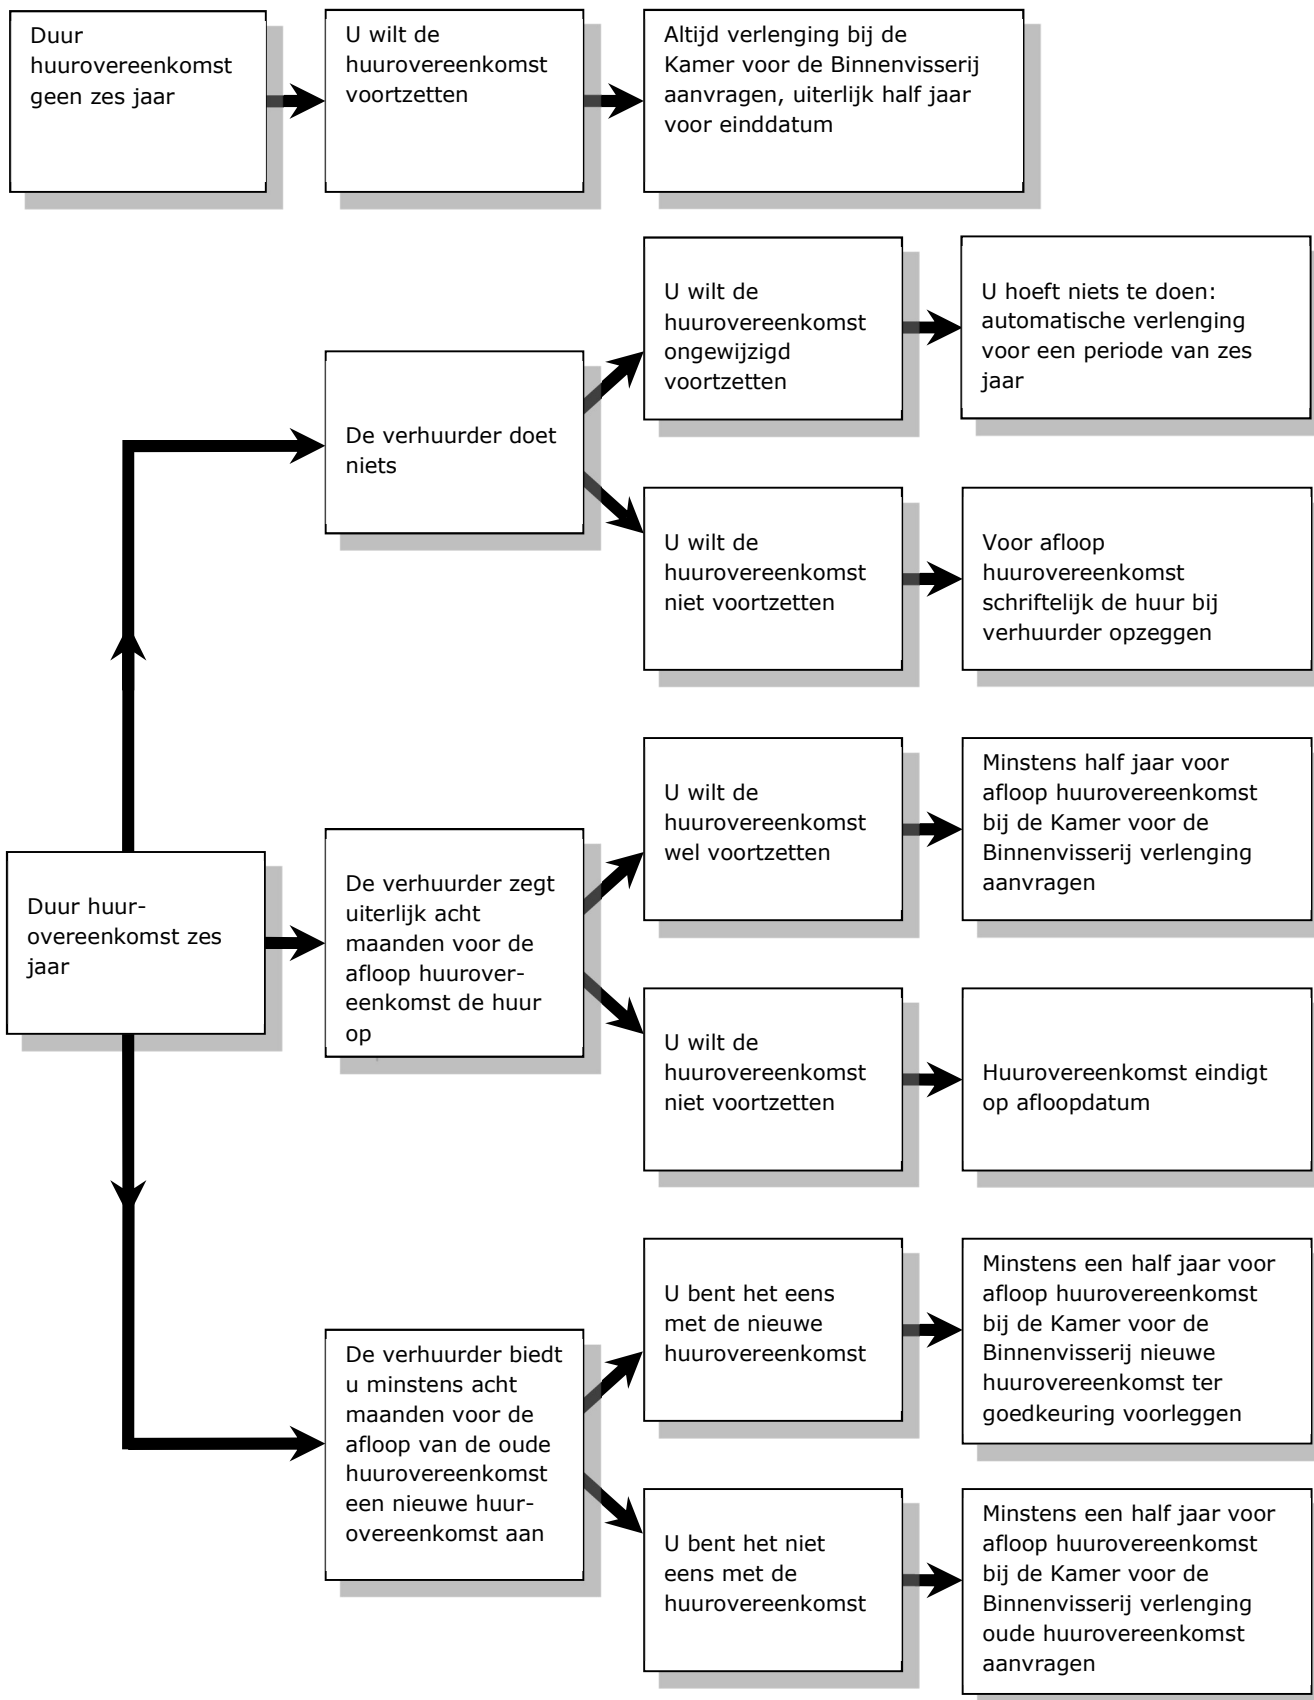 Duur
huurovereenkomst
geen zes jaar
U wilt de
huurovereenkomst
voortzetten
Altijd verlenging bij de
Kamer voor de Binnenvisserij
aanvragen, uiterlijk half jaar
voor einddatum
De verhuurder doet
niets
U wilt de
huurovereenkomst
ongewijzigd
voortzetten
U hoeft niets te doen:
automatische verlenging
voor een periode van zes
jaar
U wilt de
huurovereenkomst
niet voortzetten
Voor afloop
huurovereenkomst
schriftelijk de huur bij
verhuurder opzeggen
Duur huur-
overeenkomst zes
jaar
De verhuurder zegt
uiterlijk acht
maanden voor de
afloop huurover-
eenkomst de huur
op
U wilt de
huurovereenkomst
wel voortzetten
Minstens half jaar voor
afloop huurovereenkomst
bij de Kamer voor de
Binnenvisserij verlenging
aanvragen
U wilt de
huurovereenkomst
niet voortzetten
Huurovereenkomst eindigt
op afloopdatum
De verhuurder biedt
u minstens acht
maanden voor de
afloop van de oude
huurovereenkomst
een nieuwe huur-
overeenkomst aan
U bent het eens
met de nieuwe
huurovereenkomst
Minstens een half jaar voor
afloop huurovereenkomst
bij de Kamer voor de
Binnenvisserij nieuwe
huurovereenkomst ter
goedkeuring voorleggen
U bent het niet
eens met de
huurovereenkomst
Minstens een half jaar voor
afloop huurovereenkomst
bij de Kamer voor de
Binnenvisserij verlenging
oude huurovereenkomst
aanvragen